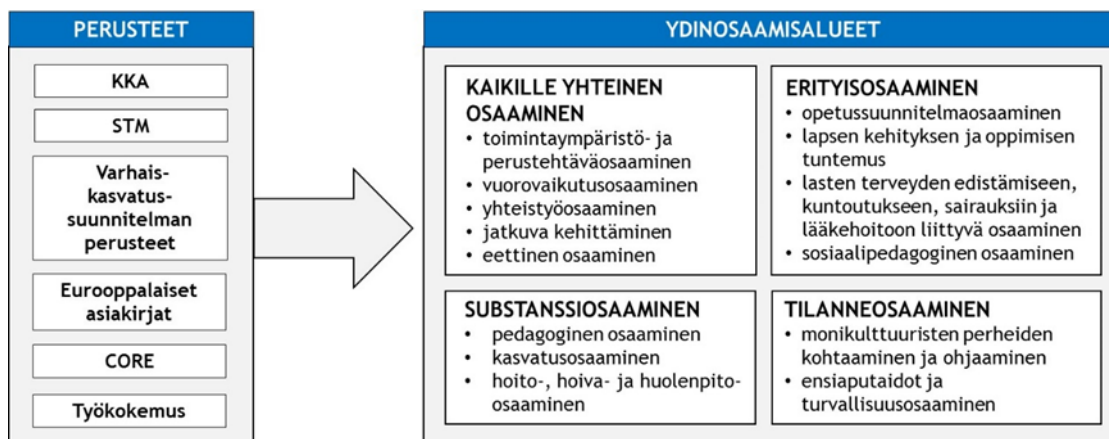 PERUSTEET
KKA
STM
Varhais-
kasvatus-
suunnitelman
perusteet
Eurooppalaiset
asiakirjat
CORE
Työkokemus
YDINOSAAMISALUEET
KAIKILLE YHTEINEN
OSAAMINEN
• toimintaympäristö- ja
perustehtäväosaaminen
• vuorovaikutusosaaminen
• yhteistyöosaaminen
• jatkuva kehittäminen
• eettinen osaaminen
ERITYISOSAAMINEN
• opetussuunnitelmaosaaminen
• lapsen kehityksen ja oppimisen
tuntemus
• lasten terveyden edistämiseen,
kuntoutukseen, sairauksiin ja
lääkehoitoon liittyvä osaaminen
• sosiaalipedagoginen osaaminen
SUBSTANSSIOSAAMINEN
• pedagoginen osaaminen
• kasvatusosaaminen
• hoito-, hoiva- ja huolenpito-
osaaminen
TILANNEOSAAMINEN
• monikulttuuristen perheiden
kohtaaminen ja ohjaaminen
• ensiaputaidot ja
turvallisuusosaaminen